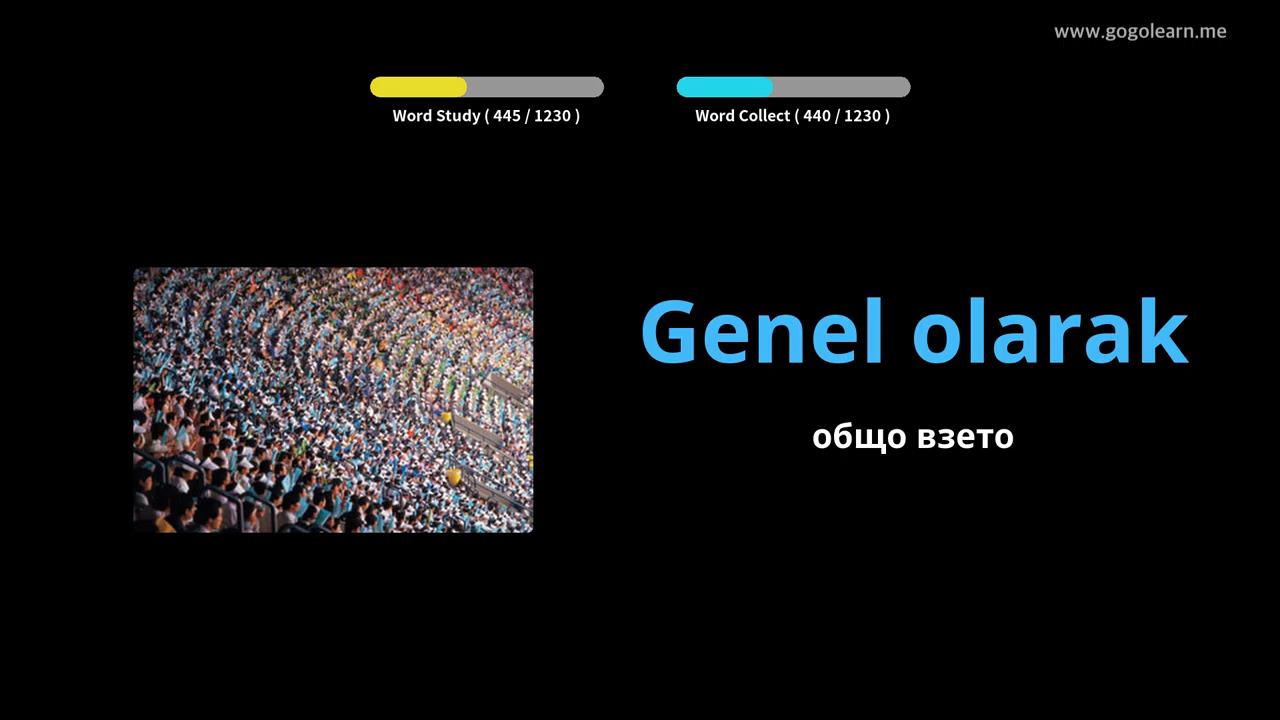 www.gogolearn.me
Word Study ( 445 / 1230 )
Word Collect ( 440 / 1230 )
Genel olarak
общо взето